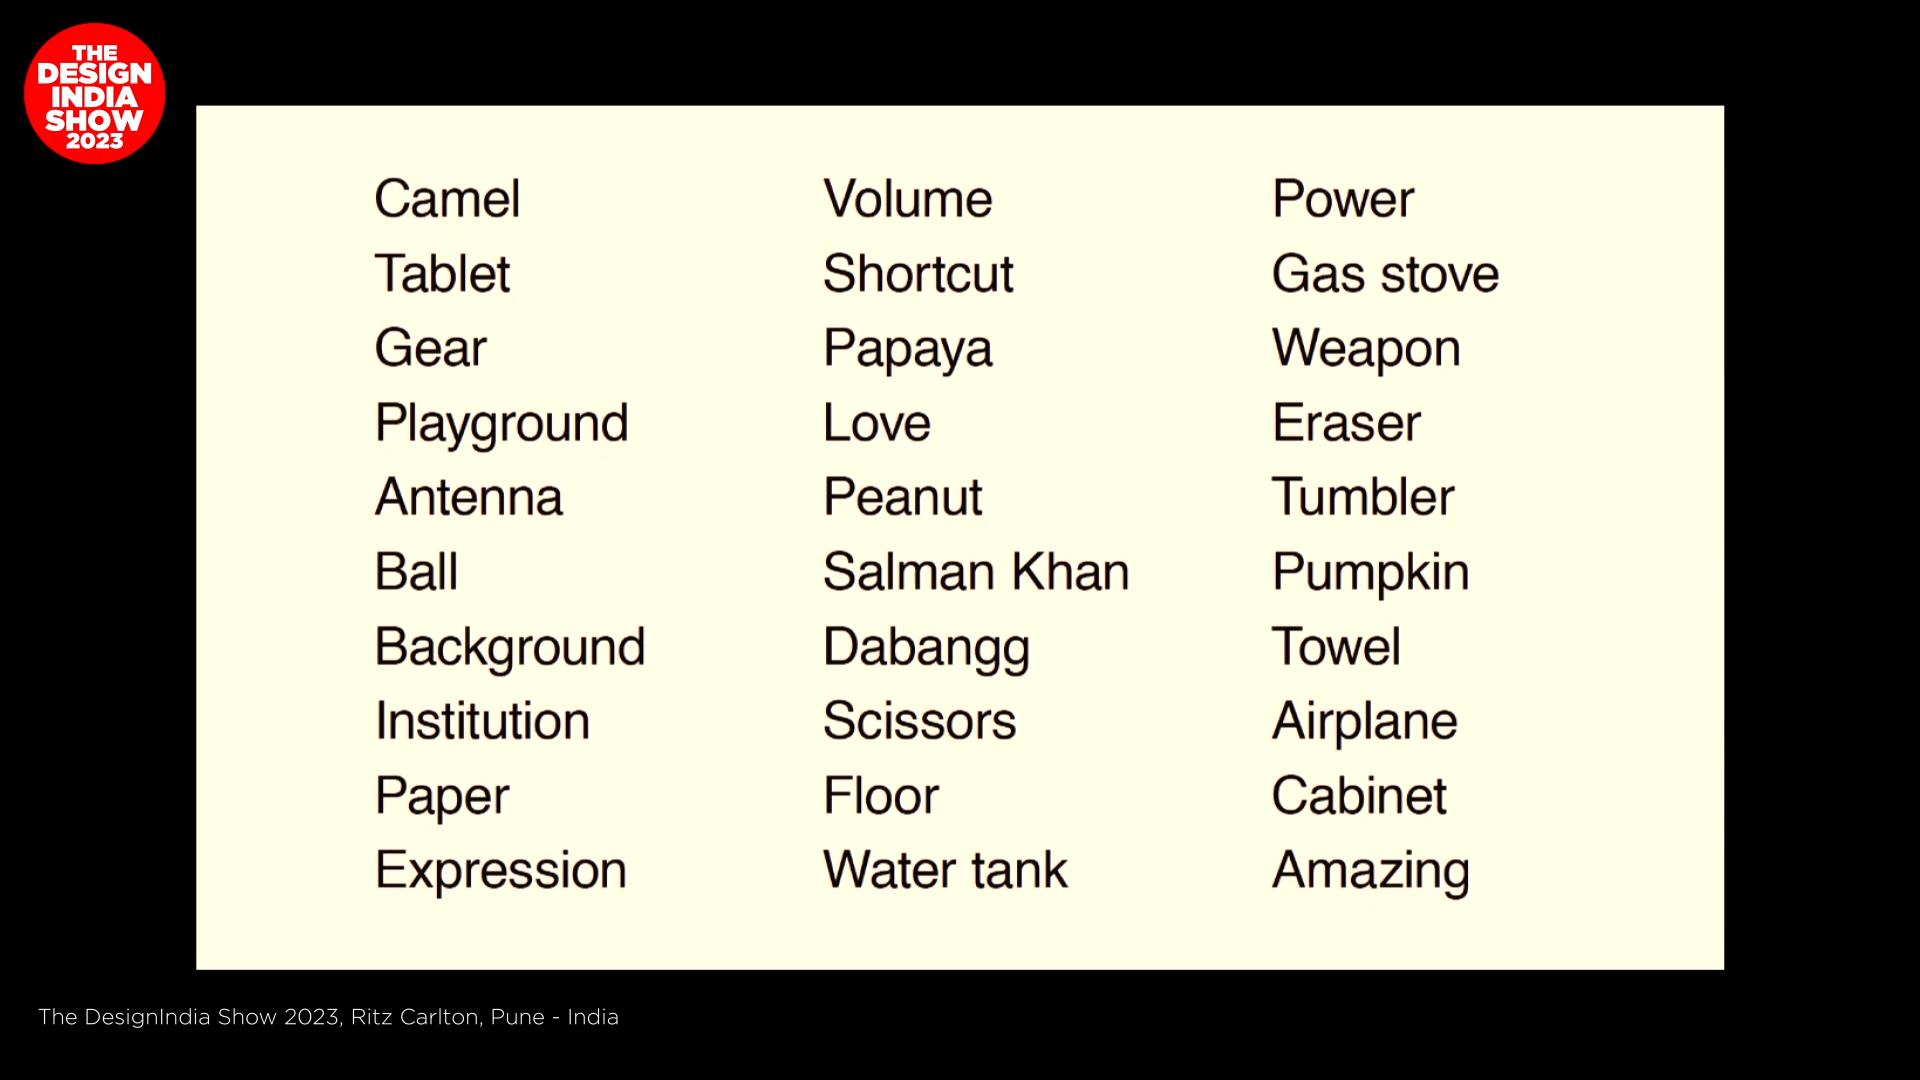 THE
DESIGN
INDIA
SHOW
2023
Camel
Tablet
Gear
Playground
Antenna
Ball
Background
Institution
Paper
Expression
Volume
Shortcut
Papaya
Love
Peanut
Salman Khan
Dabangg
Scissors
Floor
Water tank
Power
Gas stove
Weapon
Eraser
Tumbler
Pumpkin
Towel
Airplane
Cabinet
Amazing
The DesignIndia Show 2023, Ritz Carlton, Pune - India